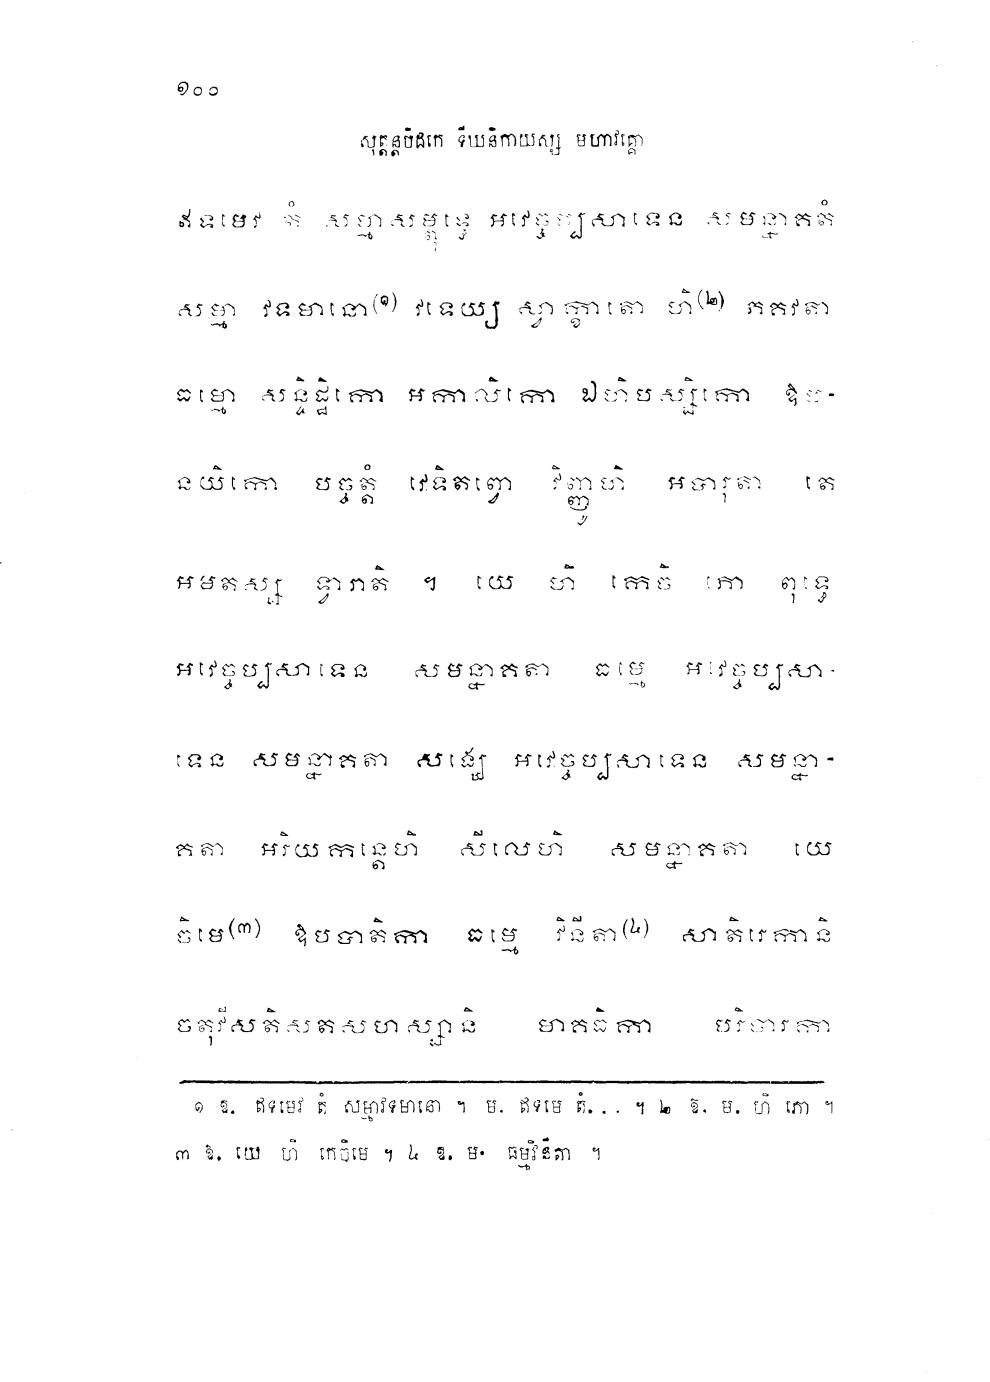 ១០០
សុត្តន្តបិដកេ ទីឃនិកាយស្ស មហាវគ្គោ
ឥទមេវ តំ សម្មាសម្ពុទ្ធេ អវេច្ចប្បសាទេន សមន្នាគតំ
សម្មា វទមានោ(១) វទេយ្យ ស្វាក្ខាតោ ហិ(២) ភគវតា
ធម្មោ សន្ទិដ្ឋិកោ អកាលិកោ ឯហិបស្សិកោ ឱប-
នយិកោ បច្ចត្តំ វេទិតព្វោ វិញ្ញូហិ អបារុតា តេ
អមតស្ស ទ្វារាតិ ។ យេ ហិ កេចិ ភោ ពុទ្ធេ
អវេច្ចប្បសាទេន សមន្នាគតា ធម្មេ អវេច្ចប្បសា-
ទេន សមន្នាគតា សង្ឃេ អវេច្ចប្បសាទេន សមន្នា-
គតា អរិយកន្តេហិ សីលេហិ សមន្នាគតា យេ
ចិមេ(៣) ឱបបាតិកា ធម្មេ វិនីតា(៤) សាតិរេកានិ
ចតុវីសតិសតសហស្សានិ មាគធិកា បរិចារកា
១ ឱ. ឥទមេវ តំ សម្មាវទមានោ ។ ម. ឥទមេ តំ... ។ ២ ឱ. ម. ហិ ភោ ។
៣ ឱ. យេ ហិ កេចិមេ ។ ៤ ឱ. ម. ធម្មវិនីតា ។